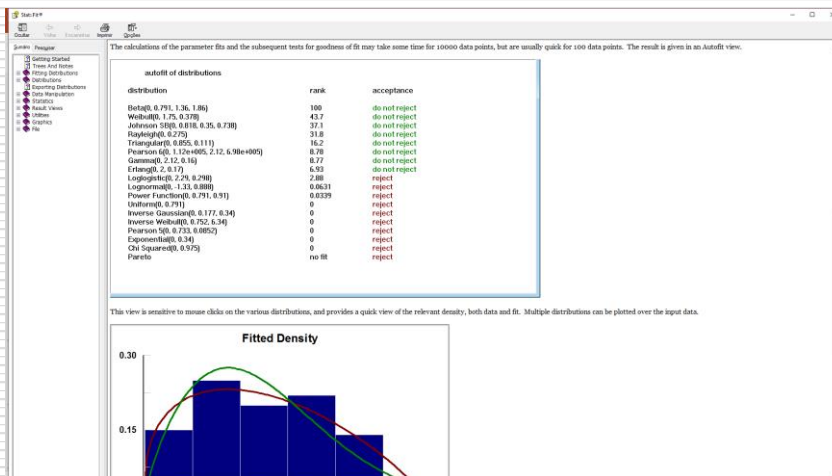 Stat::Fit®
Ocultar
Voltar
Encaminhar
Imprimir
Opções
Sumário
Pesquisar
Getting Started
Trees And Notes
Fitting Distributions
Distributions
Exporting Distributions
Data Manipulation
Statistics
Result Views
Utilities
Graphics
File
The calculations of the parameter fits and the subsequent tests for goodness of fit may take some time for 10000 data points, but are usually quick for 100 data points. The result is given in an Autofit view.
autofit of distributions
distribution rank acceptance
Beta(0, 0.791, 1.36, 1.86) 100 do not reject
Weibull(0, 1.75, 0.378) 43.7 do not reject
Johnson SB(0, 0.818, 0.35, 0.738) 37.1 do not reject
Rayleigh(0, 0.275) 31.8 do not reject
Triangular(0, 0.855, 0.111) 16.2 do not reject
Pearson 6(0, 1.12e+005, 2.12, 6.98e+005) 8.78 do not reject
Gamma(0, 2.12, 0.16) 8.77 do not reject
Erlang(0, 2, 0.17) 6.93 do not reject
Loglogistic(0, 2.29, 0.298) 2.88 reject
Lognormal(0, -1.33, 0.888) 0.0631 reject
Power Function(0, 0.791, 0.91) 0.0339 reject
Uniform(0, 0.791) 0 reject
Inverse Gaussian(0, 0.177, 0.34) 0 reject
Inverse Weibull(0, 0.752, 6.34) 0 reject
Pearson 5(0, 0.733, 0.0852) 0 reject
Exponential(0, 0.34) 0 reject
Chi Squared(0, 0.975) 0 reject
Pareto no fit reject
This view is sensitive to mouse clicks on the various distributions, and provides a quick view of the relevant density, both data and fit. Multiple distributions can be plotted over the input data.
Fitted Density
0.30
0.15